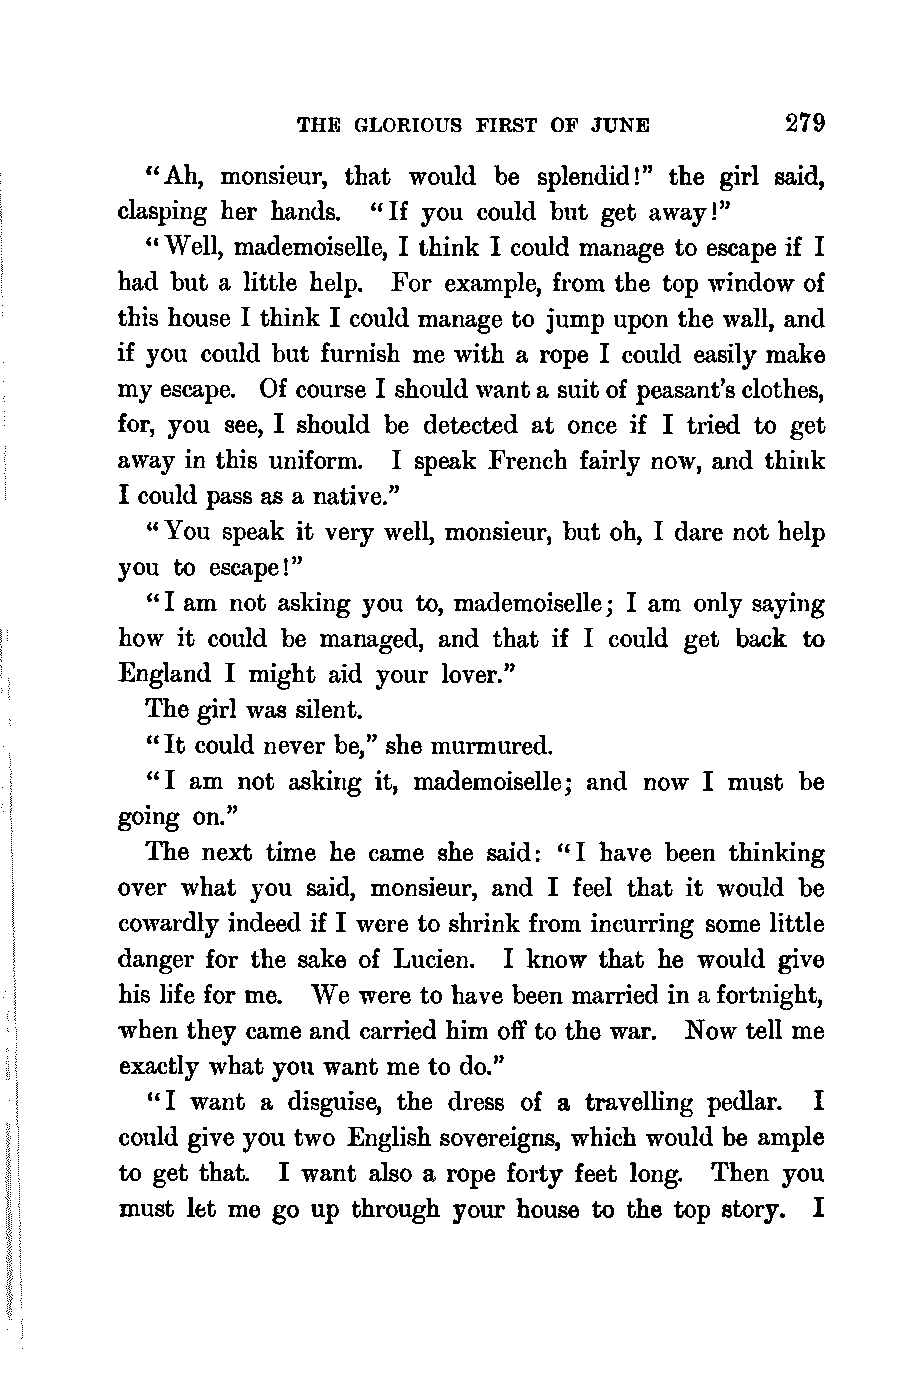 THE GLORIOUS FIRST OF JUNE 279
"Ah, monsieur, that would be splendid!" the girl said,
clasping her hands. "If you could but get away!"
"Well, mademoiselle, I think I could manage to escape if I
had but a little help. For example, from the top window of
this house I think I could manage to jump upon the wall, and
if you could but furnish me with a rope I could easily make
my escape. Of course I should want a suit of peasant's clothes,
for, you see, I should be detected at once if I tried to get
away in this uniform. I speak French fairly now, and think
I could pass as a native."
"You speak it very well, monsieur, but oh, I dare not help
you to escape!"
"I am not asking you to, mademoiselle; I am only saying
how it could be managed, and that if I could get back to
England I might aid your lover."
The girl was silent.
"It could never be," she murmured.
"I am not asking it, mademoiselle; and now I must be
going on."
The next time he came she said: "I have been thinking
over what you said, monsieur, and I feel that it would be
cowardly indeed if I were to shrink from incurring some little
danger for the sake of Lucien. I know that he would give
his life for me. We were to have been married in a fortnight,
when they came and carried him off to the war. Now tell me
exactly what you want me to do."
"I want a disguise, the dress of a travelling pedlar. I
could give you two English sovereigns, which would be ample
to get that. I want also a rope forty feet long. Then you
must let me go up through your house to the top story. I